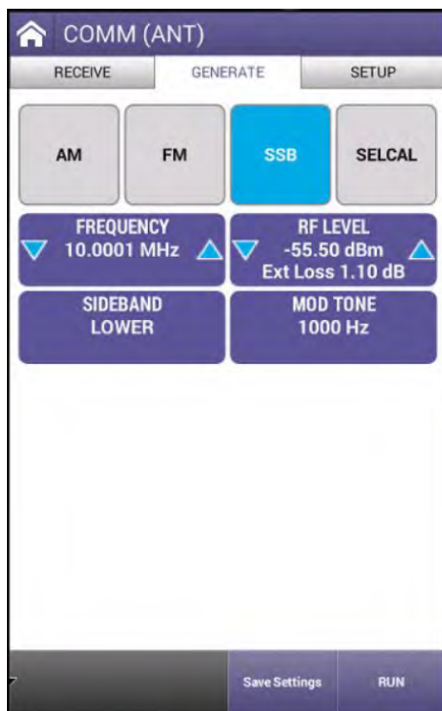 COMM (ANT)
RECEIVE
GENERATE
SETUP
AM
FM
SSB
SELCAL
FREQUENCY
10.0001 MHz
RF LEVEL
-55.50 dBm
Ext Loss 1.10 dB
SIDEBAND
LOWER
MOD TONE
1000 Hz
Save Settings
RUN